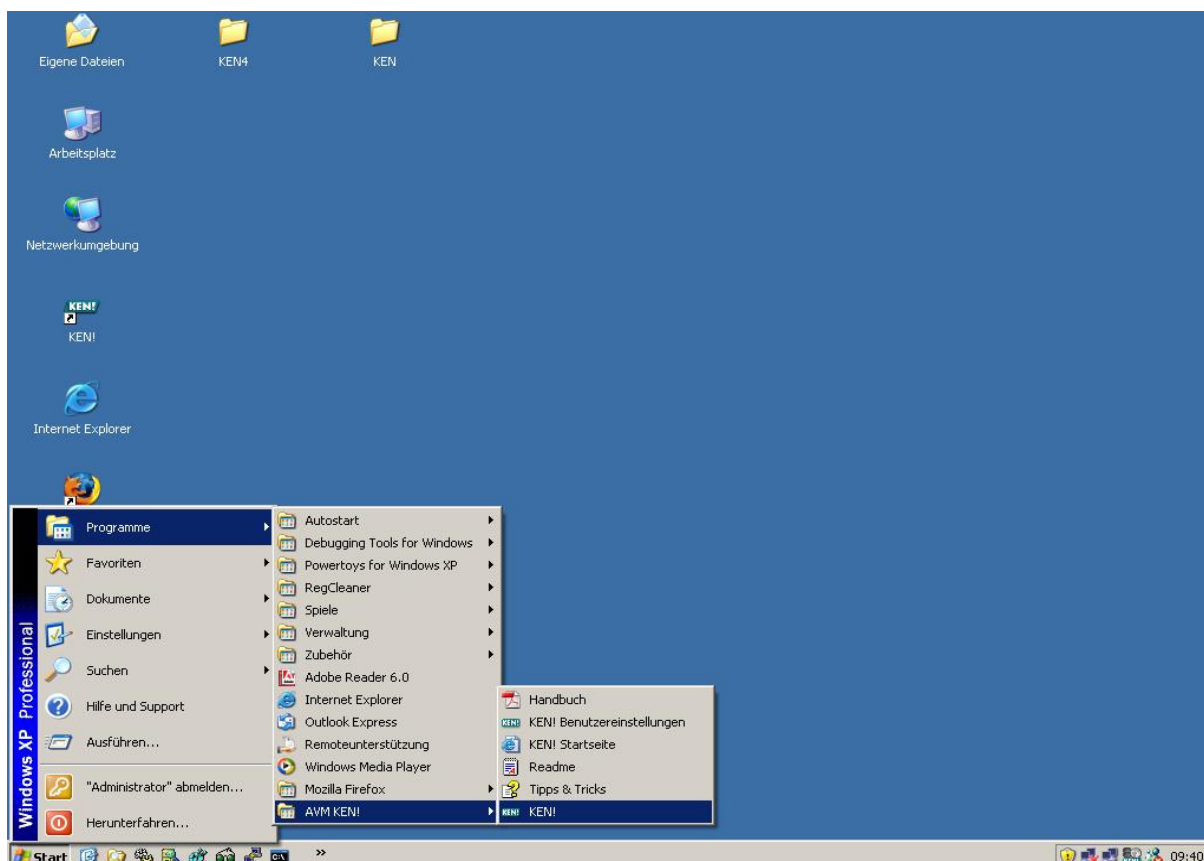 Eigene Dateien
KEN4
KEN
Arbeitsplatz
Netzwerkumgebung
KEN!
KEN!
Internet Explorer
Windows XP Professional
Programme
Favoriten
Dokumente
Einstellungen
Suchen
Hilfe und Support
Ausführen...
"Administrator" abmelden...
Herunterfahren...
Autostart
Debugging Tools for Windows
Powertoys for Windows XP
RegCleaner
Spiele
Verwaltung
Zubehör
Adobe Reader 6.0
Internet Explorer
Outlook Express
Remoteunterstützung
Windows Media Player
Mozilla Firefox
AVM KEN!
Handbuch
KEN! KEN! Benutzereinstellungen
KEN! Startseite
Readme
Tipps & Tricks
KEN! KEN!
Start
C:\
»
09:40